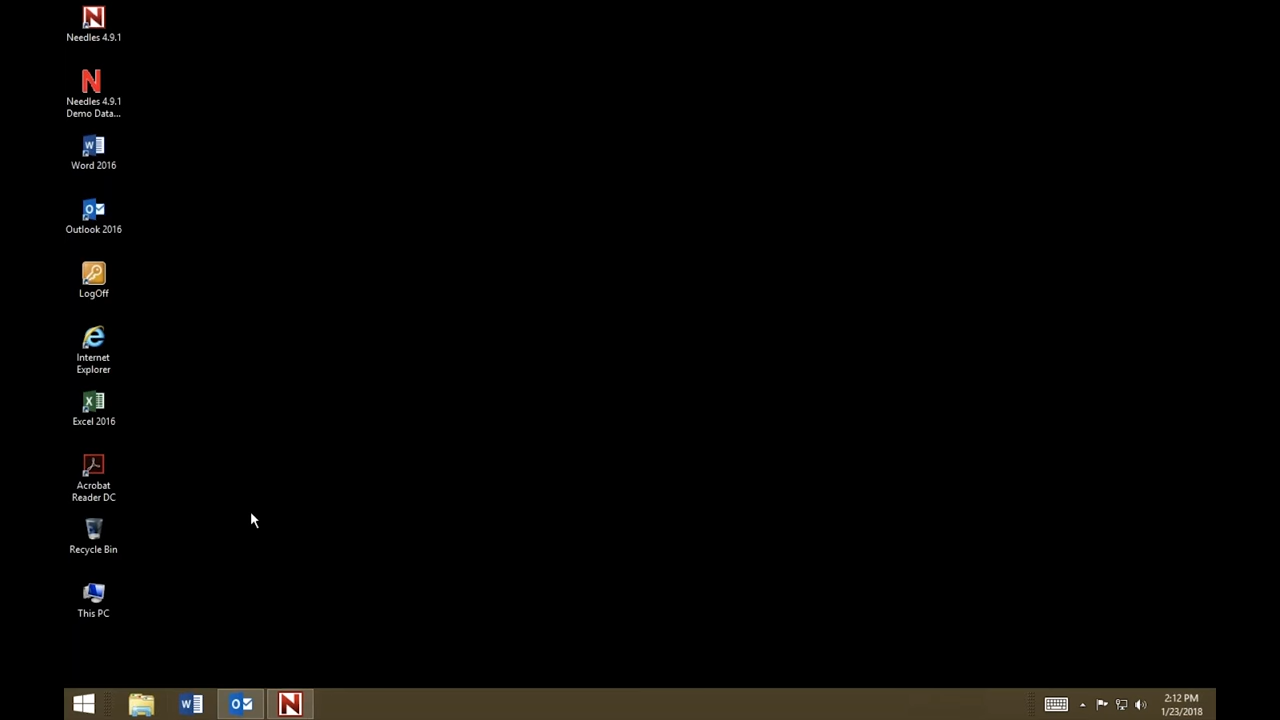 Needles 4.9.1
Needles 4.9.1
Demo Data...
Word 2016
Outlook 2016
LogOff
Internet
Explorer
Excel 2016
Acrobat
Reader DC
Recycle Bin
This PC
2:12 PM
1/23/2018